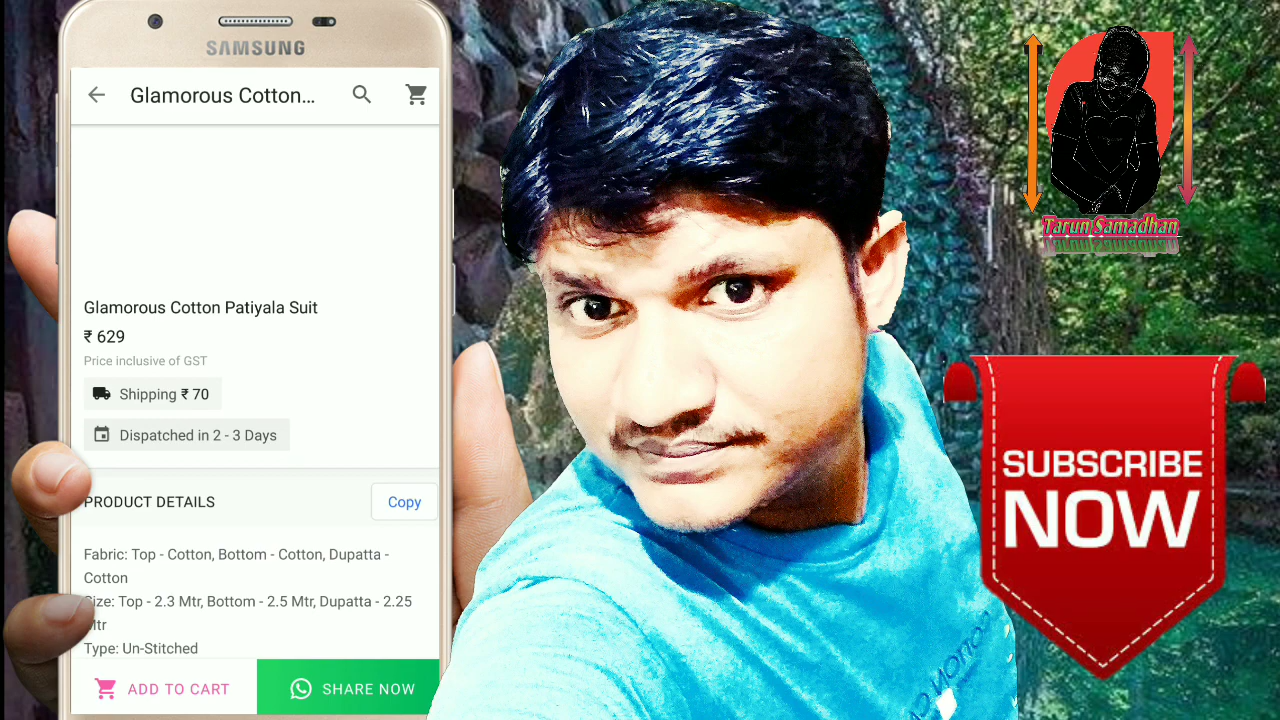 SAMSUNG
Glamorous Cotton...
Glamorous Cotton Patiyala Suit
₹ 629
Price inclusive of GST
Shipping ₹ 70
Dispatched in 2 - 3 Days
PRODUCT DETAILS
Copy
Fabric: Top - Cotton, Bottom - Cotton, Dupatta -
Cotton
Size: Top - 2.3 Mtr, Bottom - 2.5 Mtr, Dupatta - 2.25
Mtr
Type: Un-Stitched
ADD TO CART
SHARE NOW
Tarun Samadhan
SUBSCRIBE
NOW